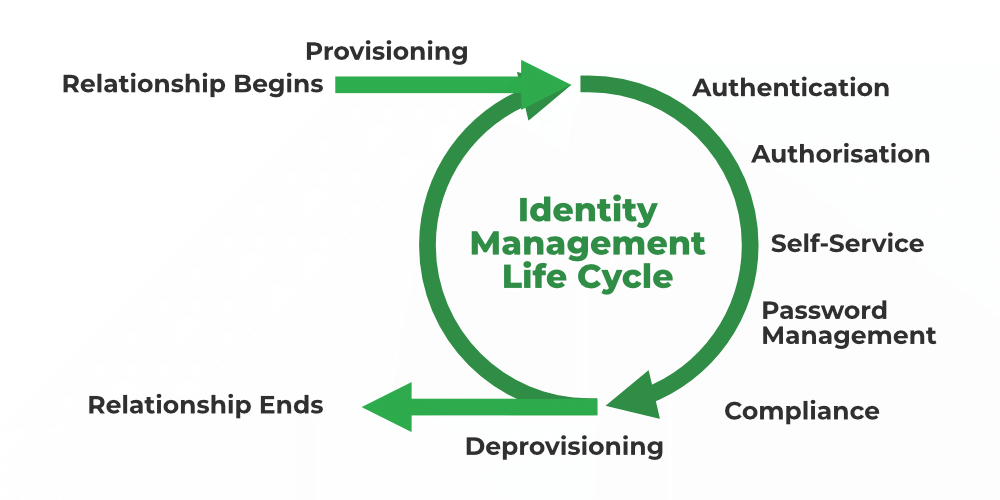 Provisioning
Relationship Begins
Authentication
Authorisation
Identity
Management
Life Cycle
Self-Service
Password
Management
Relationship Ends
Compliance
Deprovisioning